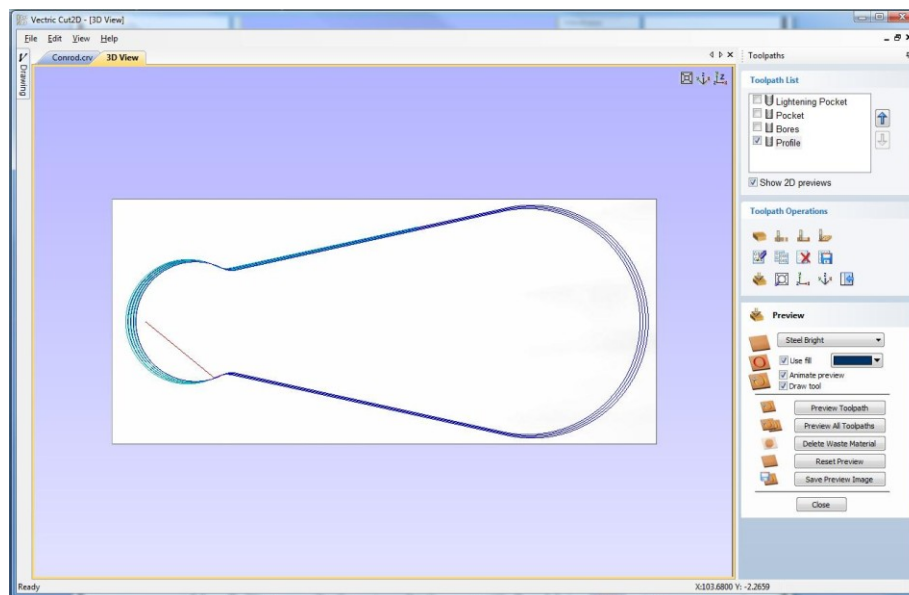 Vectric Cut2D - [3D View]
File Edit View Help
Drawing
Conrod.crv 3D View
Toolpaths
Toolpath List
Lightening Pocket
Pocket
Bores
Profile
Show 2D previews
Toolpath Operations
Preview
Steel Bright
Use fill
Animate preview
Draw tool
Preview Toolpath
Preview All Toolpaths
Delete Waste Material
Reset Preview
Save Preview Image
Close
Ready
X:103.6800 Y: -2.2659